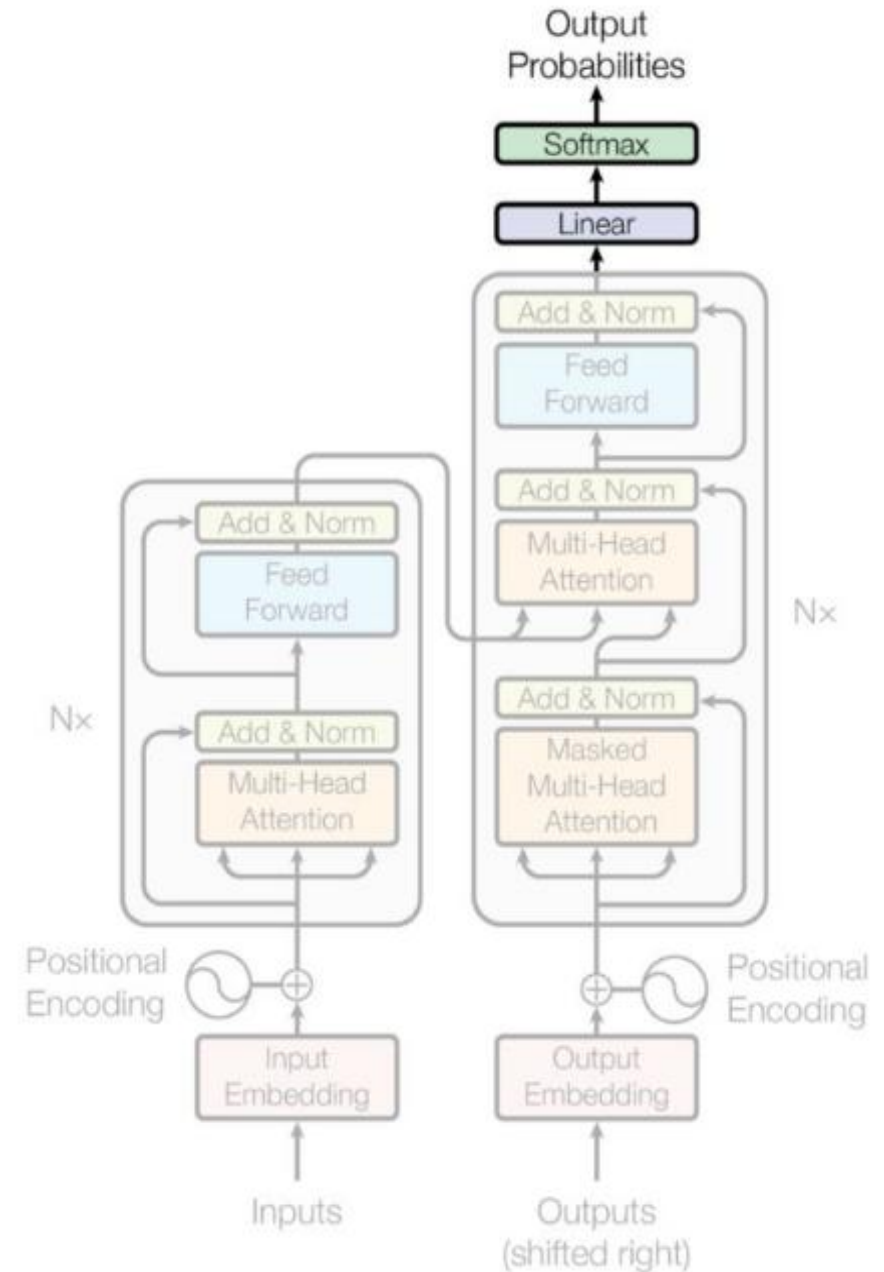 Output
Probabilities
Softmax
Linear
Add & Norm
Feed
Forward
Add & Norm
Multi-Head
Attention
Nx
Add & Norm
Masked
Multi-Head
Attention
Add & Norm
Feed
Forward
Nx
Add & Norm
Multi-Head
Attention
Positional
Encoding
Positional
Encoding
Input
Embedding
Output
Embedding
Inputs
Outputs
(shifted right)